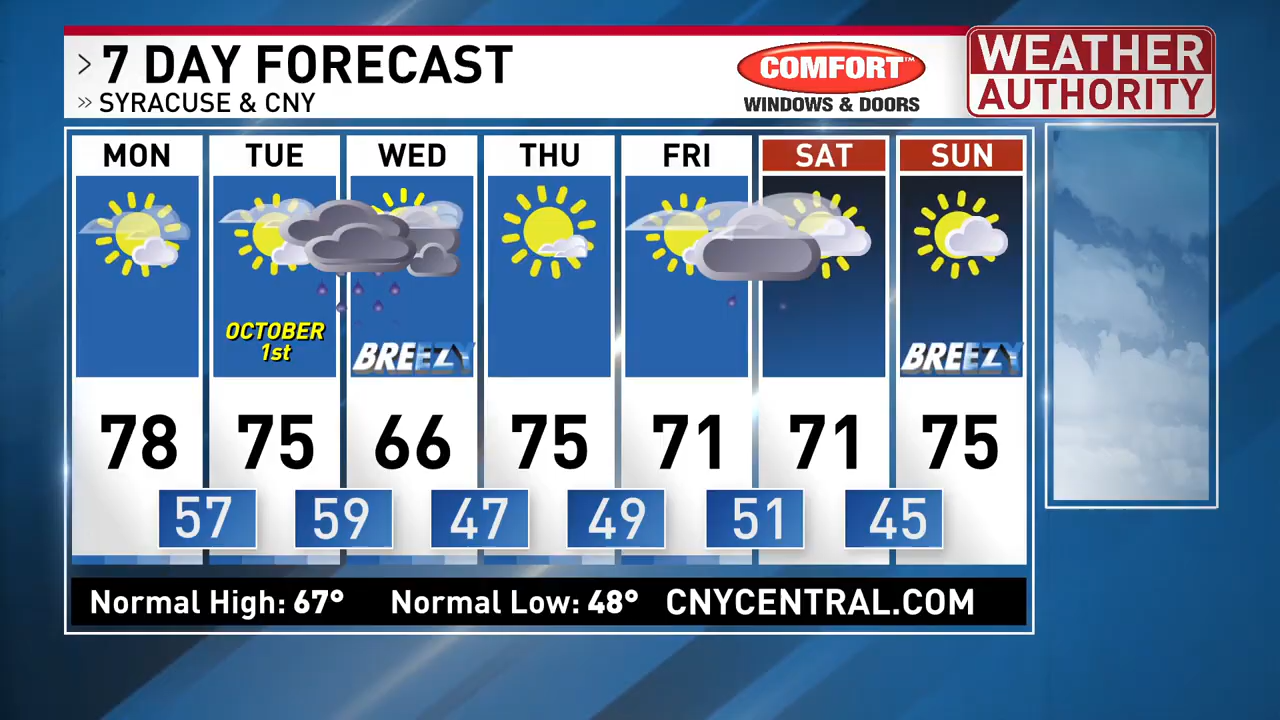 > 7 DAY FORECAST
» SYRACUSE & CNY
COMFORT™
WINDOWS & DOORS
WEATHER
AUTHORITY
MON TUE WED THU FRI SAT SUN
OCTOBER
1st
BREEZY BREEZY
78 75 66 75 71 71 75
57 59 47 49 51 45
Normal High: 67° Normal Low: 48° CNYCENTRAL.COM